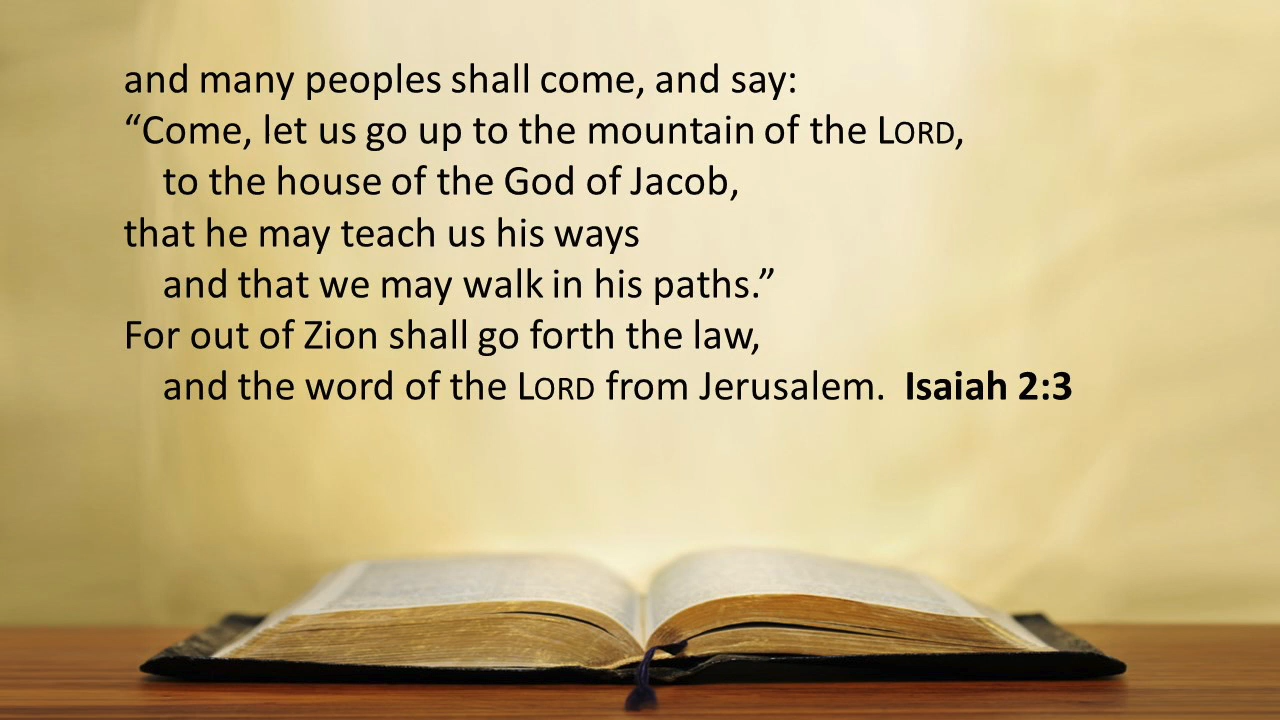 and many peoples shall come, and say:
“Come, let us go up to the mountain of the LORD,
to the house of the God of Jacob,
that he may teach us his ways
and that we may walk in his paths.”
For out of Zion shall go forth the law,
and the word of the LORD from Jerusalem.  Isaiah 2:3